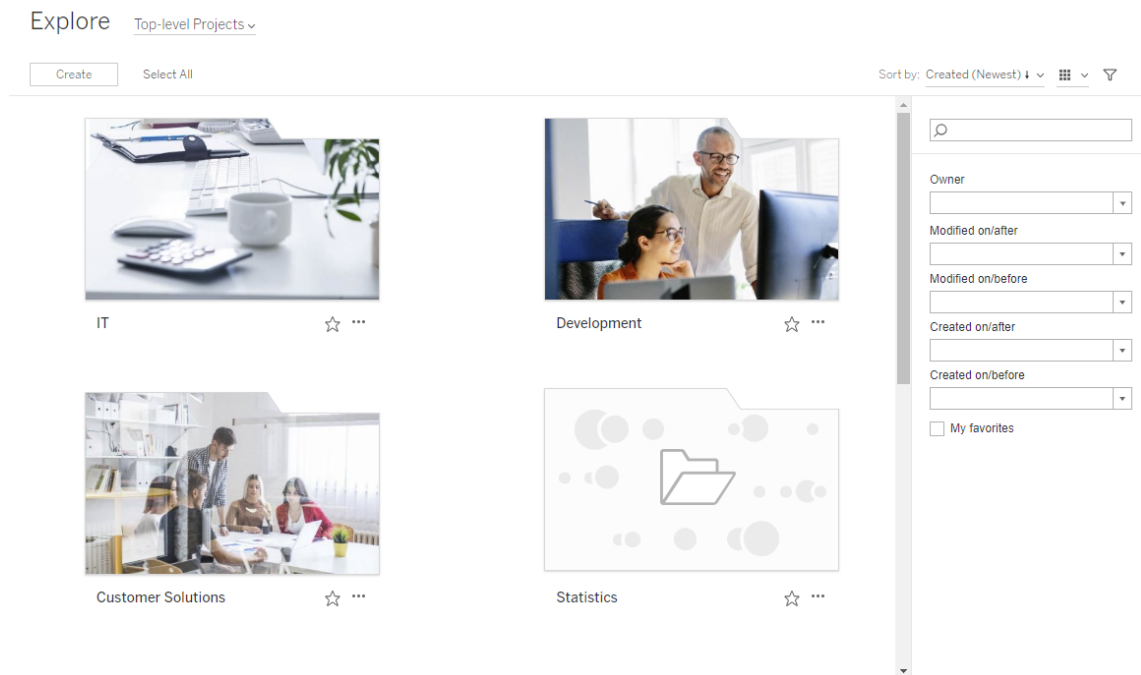 Explore Top-level Projects
Create Select All Sort by: Created (Newest)
IT
Development
Customer Solutions
Statistics
Owner
Modified on/after
Modified on/before
Created on/after
Created on/before
My favorites